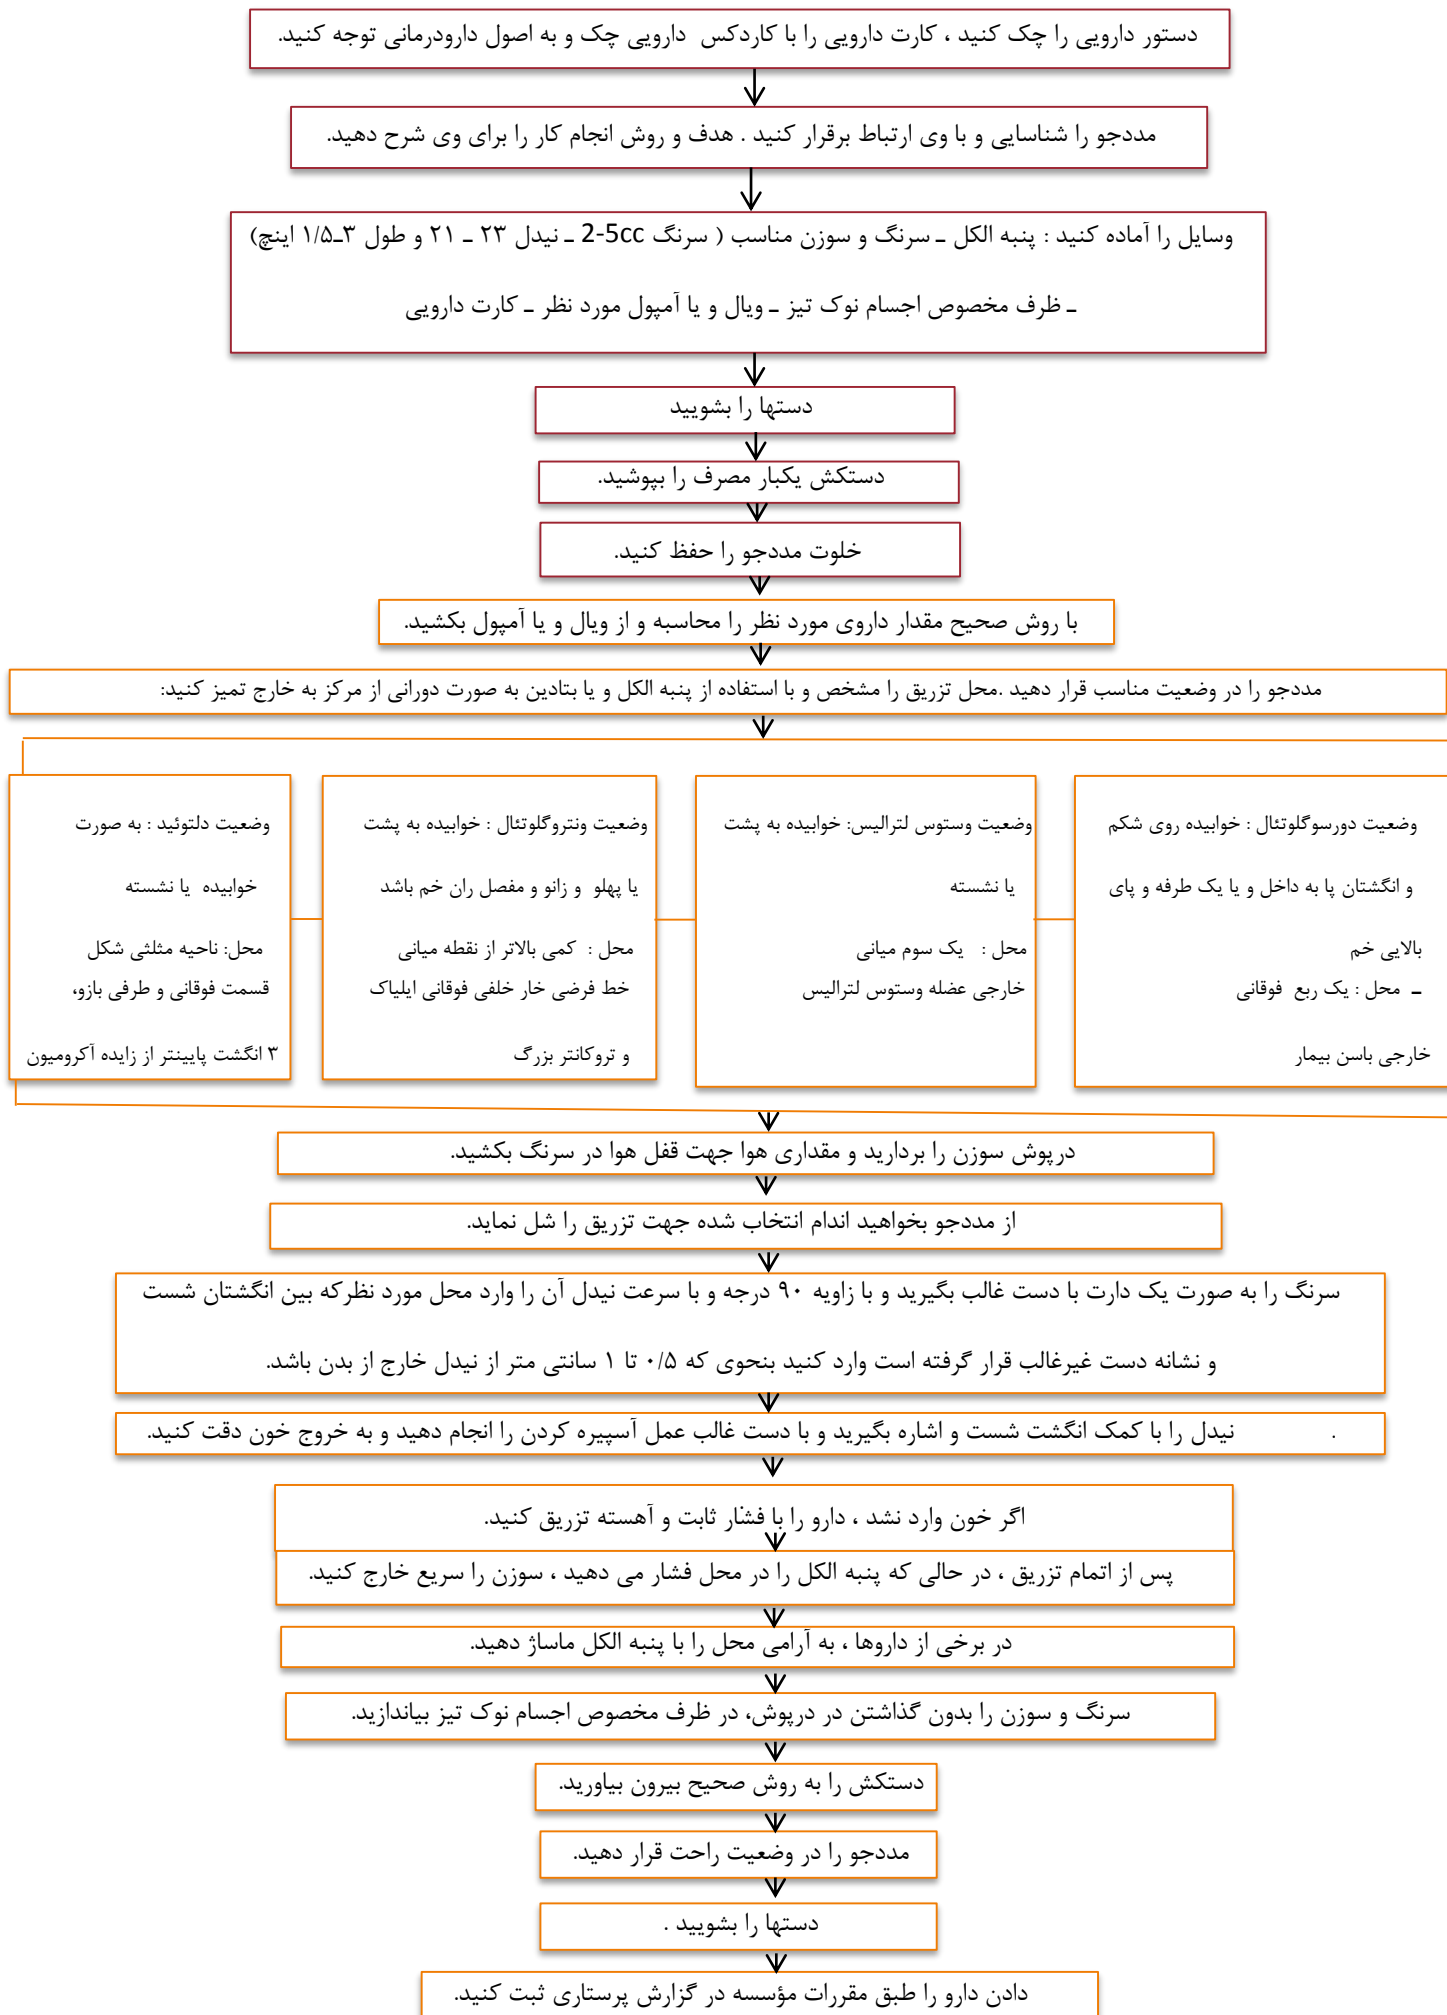 دستور دارویی را چک کنید ، کارت دارویی را با کاردکس دارویی چک و به اصول دارودرمانی توجه کنید.
مددجو را شناسایی و با وی ارتباط برقرار کنید . هدف و روش انجام کار را برای وی شرح دهید.
وسایل را آماده کنید : پنبه الکل ـ سرنگ و سوزن مناسب ( سرنگ 2-5cc ـ نیدل ۲۳ ـ ۲۱ و طول ۳ـ۱/۵ اینچ)
ـ ظرف مخصوص اجسام نوک تیز ـ ویال و یا آمپول مورد نظر ـ کارت دارویی
دستها را بشویید
دستکش یکبار مصرف را بپوشید.
خلوت مددجو را حفظ کنید.
با روش صحیح مقدار داروی مورد نظر را محاسبه و از ویال و یا آمپول بکشید.
مددجو را در وضعیت مناسب قرار دهید .محل تزریق را مشخص و با استفاده از پنبه الکل و یا بتادین به صورت دورانی از مرکز به خارج تمیز کنید:
وضعیت دورسوگلوتئال : خوابیده روی شکم
و انگشتان پا به داخل و یا یک طرفه و پای
بالایی خم
ـ محل : یک ربع فوقانی
خارجی باسن بیمار
وضعیت وستوس لترالیس: خوابیده به پشت
یا نشسته
محل : یک سوم میانی
خارجی عضله وستوس لترالیس
وضعیت ونتروگلوتئال : خوابیده به پشت
یا پهلو و زانو و مفصل ران خم باشد
محل : کمی بالاتر از نقطه میانی
خط فرضی خار خلفی فوقانی ایلیاک
و تروکانتر بزرگ
وضعیت دلتوئید : به صورت
خوابیده یا نشسته
محل: ناحیه مثلثی شکل
قسمت فوقانی و طرفی بازو،
۳ انگشت پایینتر از زایده آکرومیون
درپوش سوزن را بردارید و مقداری هوا جهت قفل هوا در سرنگ بکشید.
از مددجو بخواهید اندام انتخاب شده جهت تزریق را شل نماید.
سرنگ را به صورت یک دارت با دست غالب بگیرید و با زاویه ۹۰ درجه و با سرعت نیدل آن را وارد محل مورد نظرکه بین انگشتان شست
و نشانه دست غیرغالب قرار گرفته است وارد کنید بنحوی که ۰/۵ تا ۱ سانتی متر از نیدل خارج از بدن باشد.
. نیدل را با کمک انگشت شست و اشاره بگیرید و با دست غالب عمل آسپیره کردن را انجام دهید و به خروج خون دقت کنید.
اگر خون وارد نشد ، دارو را با فشار ثابت و آهسته تزریق کنید.
پس از اتمام تزریق ، در حالی که پنبه الکل را در محل فشار می دهید ، سوزن را سریع خارج کنید.
در برخی از داروها ، به آرامی محل را با پنبه الکل ماساژ دهید.
سرنگ و سوزن را بدون گذاشتن در درپوش، در ظرف مخصوص اجسام نوک تیز بیاندازید.
دستکش را به روش صحیح بیرون بیاورید.
مددجو را در وضعیت راحت قرار دهید.
دستها را بشویید .
دادن دارو را طبق مقررات مؤسسه در گزارش پرستاری ثبت کنید.